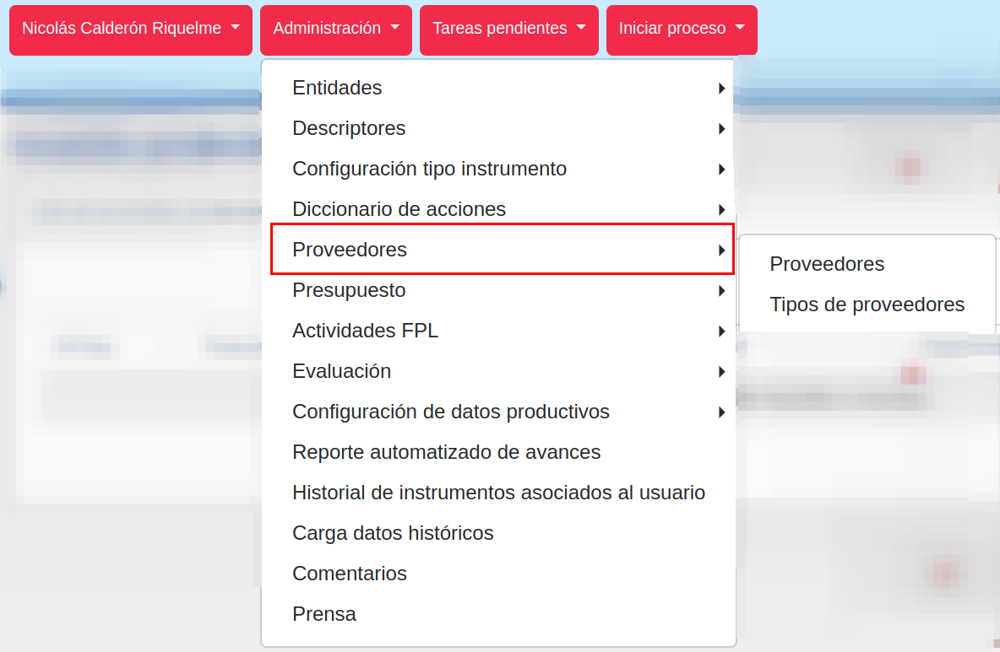 Nicolás Calderón Riquelme Administración Tareas pendientes Iniciar proceso
Entidades
Descriptores
Configuración tipo instrumento
Diccionario de acciones
Proveedores
Proveedores
Tipos de proveedores
Presupuesto
Actividades FPL
Evaluación
Configuración de datos productivos
Reporte automatizado de avances
Historial de instrumentos asociados al usuario
Carga datos históricos
Comentarios
Prensa